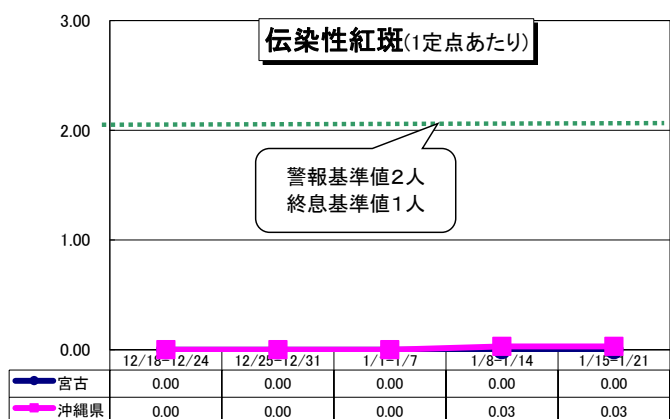 伝染性紅斑(1定点あたり)
3.00
2.00
1.00
0.00
警報基準値2人
終息基準値1人
12/18-12/24 12/25-12/31 1/1-1/7 1/8-1/14 1/15-1/21
宮古 0.00 0.00 0.00 0.00 0.00
沖縄県 0.00 0.00 0.00 0.03 0.03